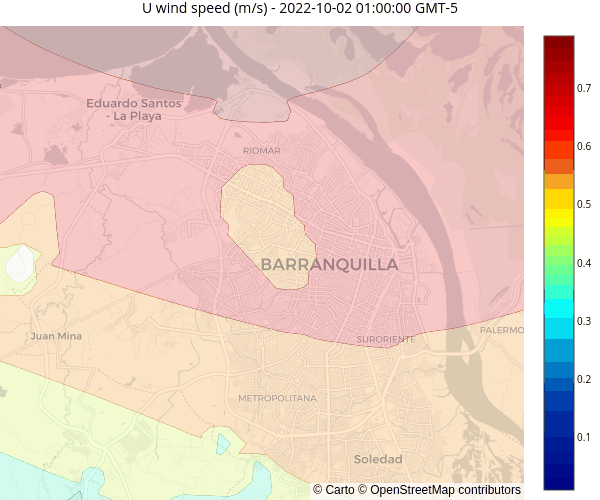 U wind speed (m/s) - 2022-10-02 01:00:00 GMT-5
Eduardo Santos
- La Playa
RIOMAR
BARRANQUILLA
Juan Mina
SURORIENTE
PALERMO
METROPOLITANA
Soledad
© Carto © OpenStreetMap contributors
0.7
0.6
0.5
0.4
0.3
0.2
0.1